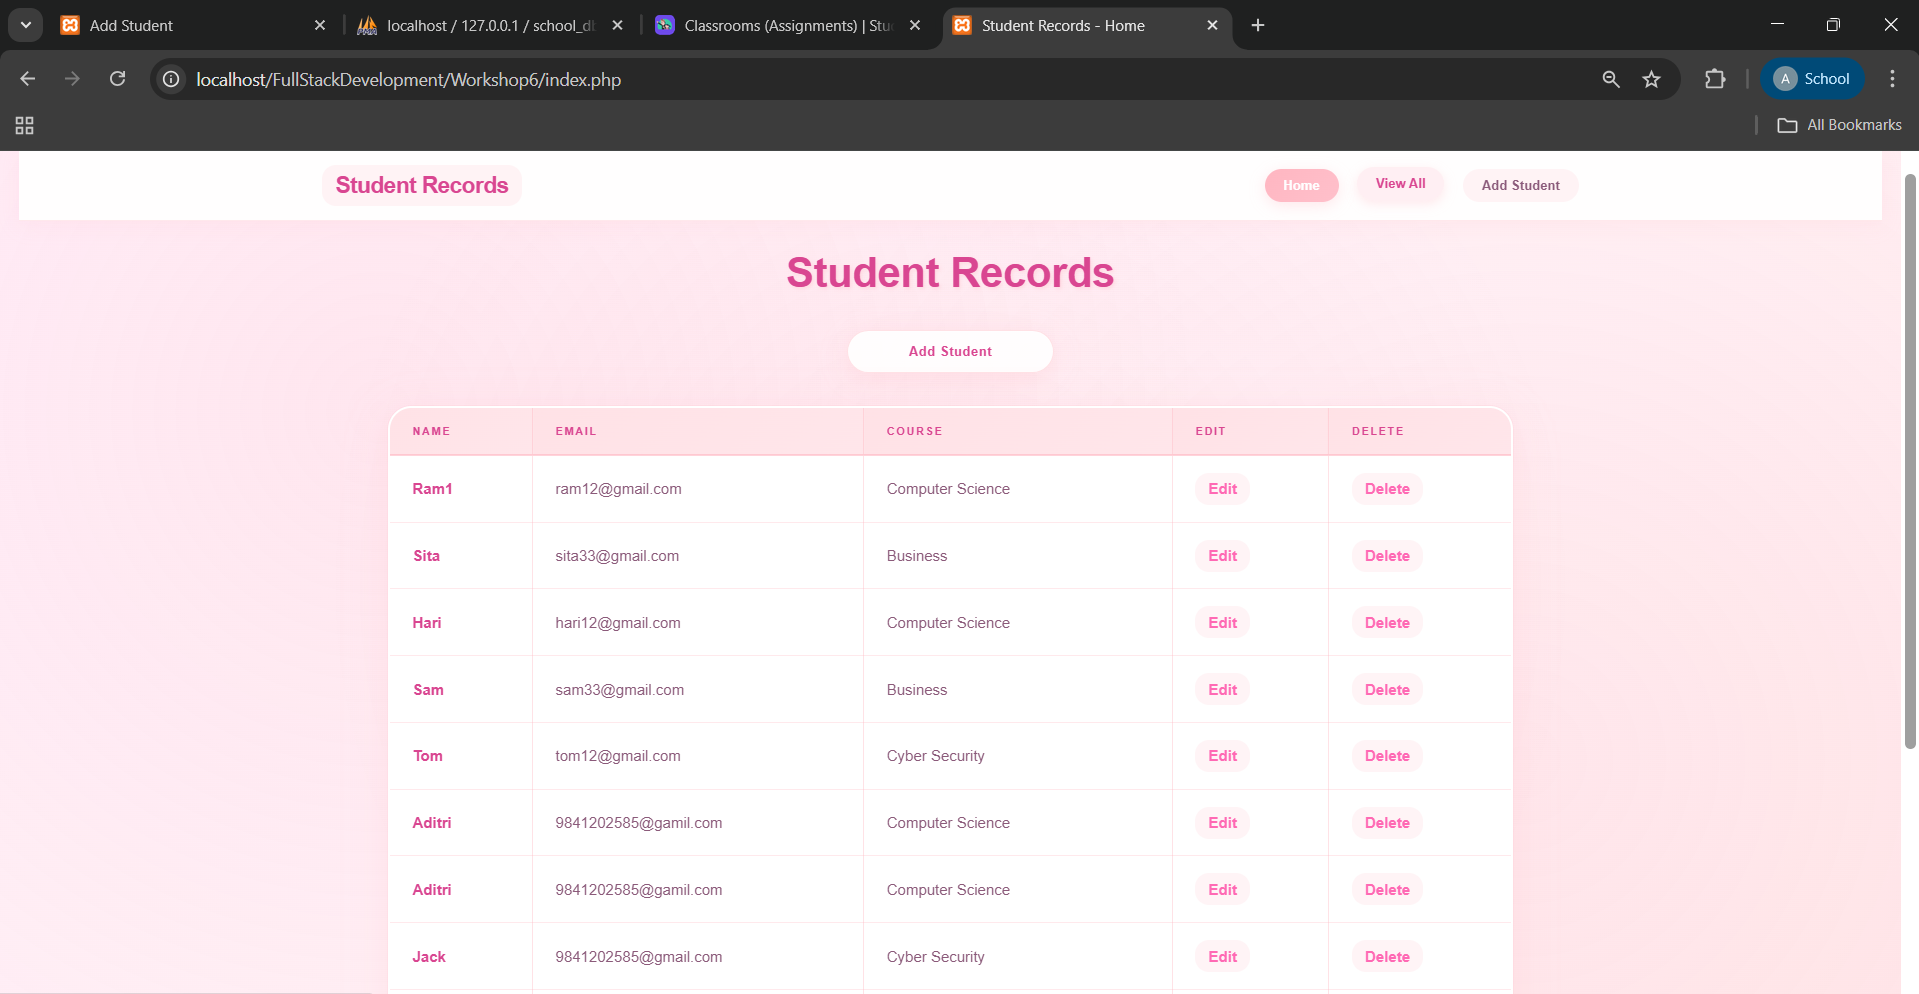 Add Student
localhost / 127.0.0.1 / school_db
Classrooms (Assignments) | Stu
Student Records - Home
localhost/FullStackDevelopment/Workshop6/index.php
A School
All Bookmarks
Student Records
Home View All Add Student
Student Records
Add Student
NAME EMAIL COURSE EDIT DELETE
Ram1 ram12@gmail.com Computer Science Edit Delete
Sita sita33@gmail.com Business Edit Delete
Hari hari12@gmail.com Computer Science Edit Delete
Sam sam33@gmail.com Business Edit Delete
Tom tom12@gmail.com Cyber Security Edit Delete
Aditri 9841202585@gamil.com Computer Science Edit Delete
Aditri 9841202585@gamil.com Computer Science Edit Delete
Jack 9841202585@gmail.com Cyber Security Edit Delete